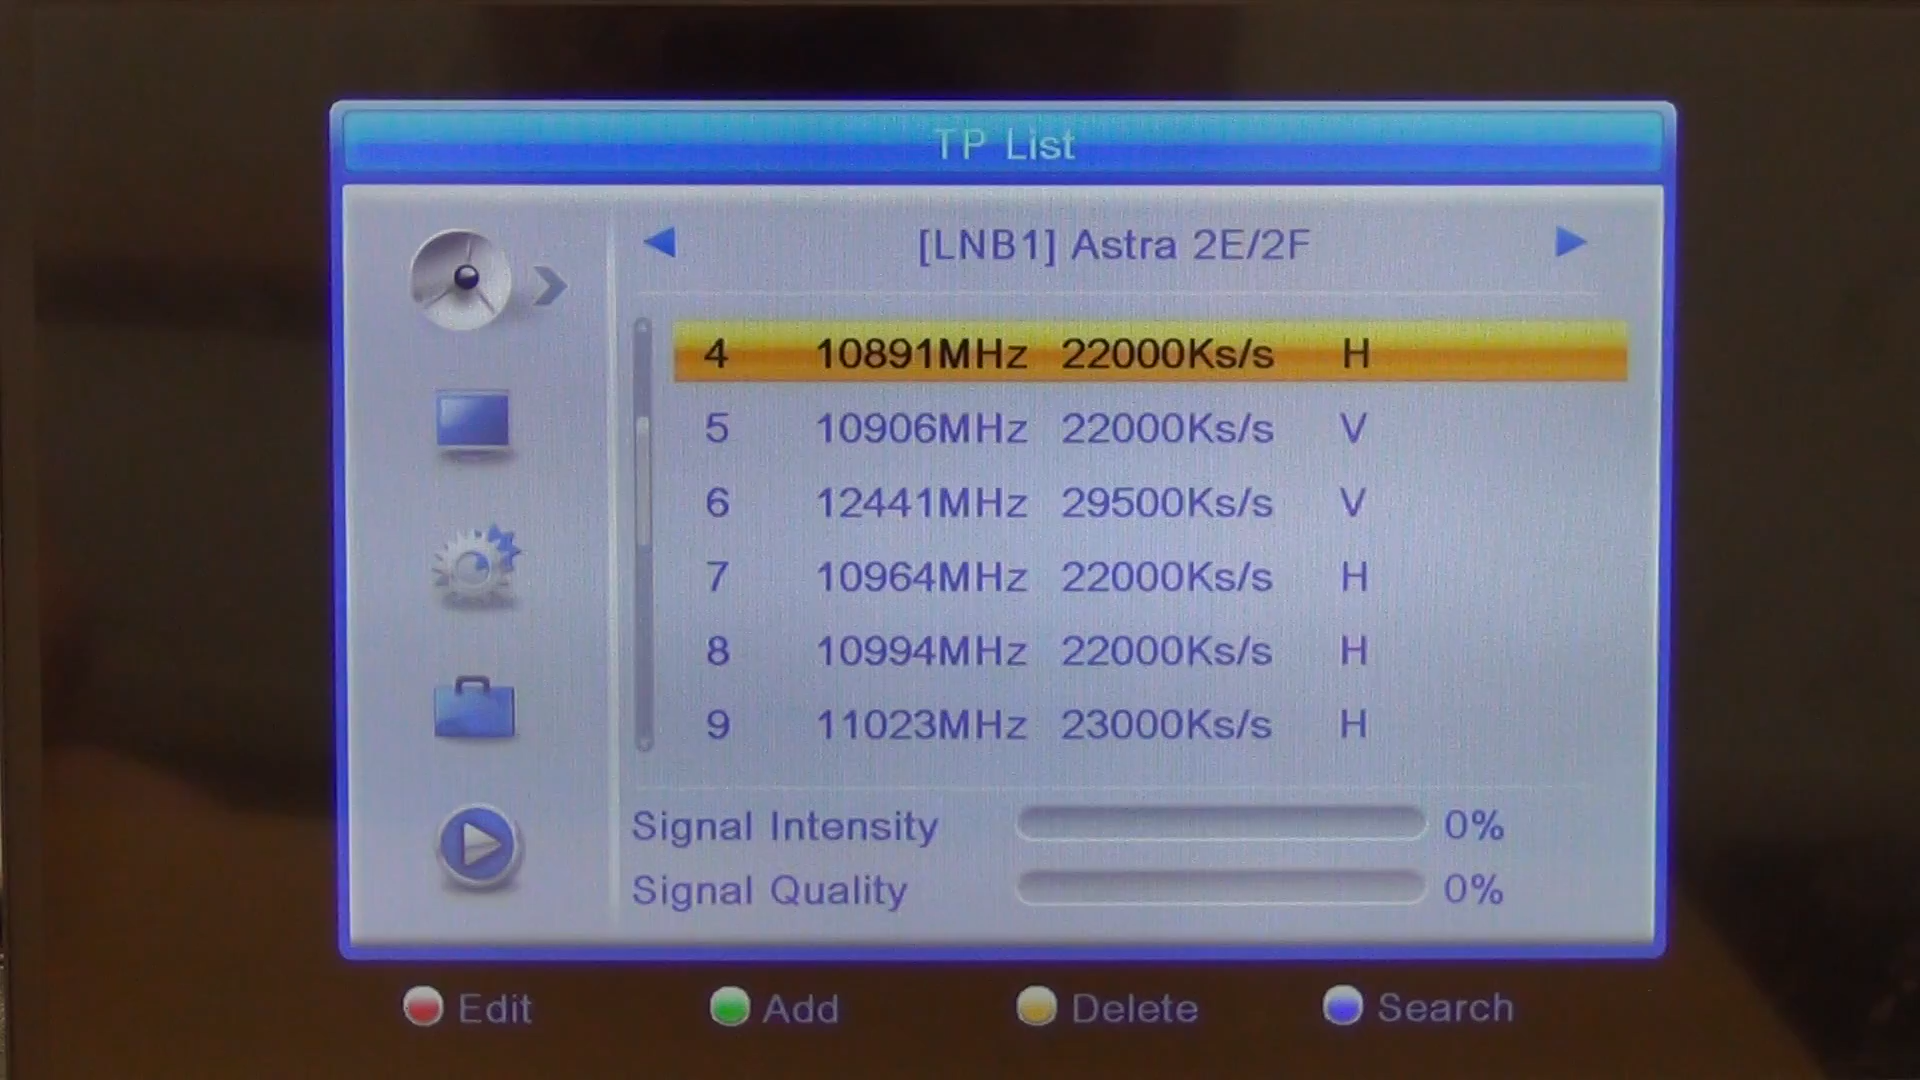 TP List
[LNB1] Astra 2E/2F
4 10891MHz 22000Ks/s H
5 10906MHz 22000Ks/s V
6 12441MHz 29500Ks/s V
7 10964MHz 22000Ks/s H
8 10994MHz 22000Ks/s H
9 11023MHz 23000Ks/s H
Signal Intensity 0%
Signal Quality 0%
Edit Add Delete Search